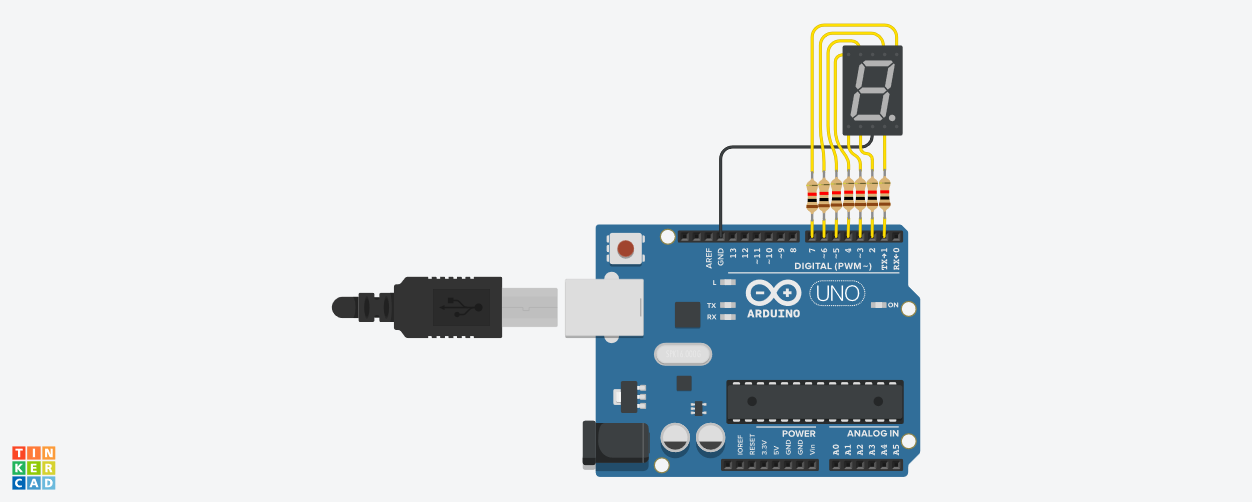 AREF
GND
13
12
~11
~10
~9
8
7
~6
~5
4
~3
2
TX→1
RX←0
DIGITAL (PWM~)
L
TX
RX
UNO
ON
ARDUINO
POWER
ANALOG IN
IOREF
RESET
3.3V
5V
GND
GND
Vin
A0
A1
A2
A3
A4
A5
TIN
KER
CAD